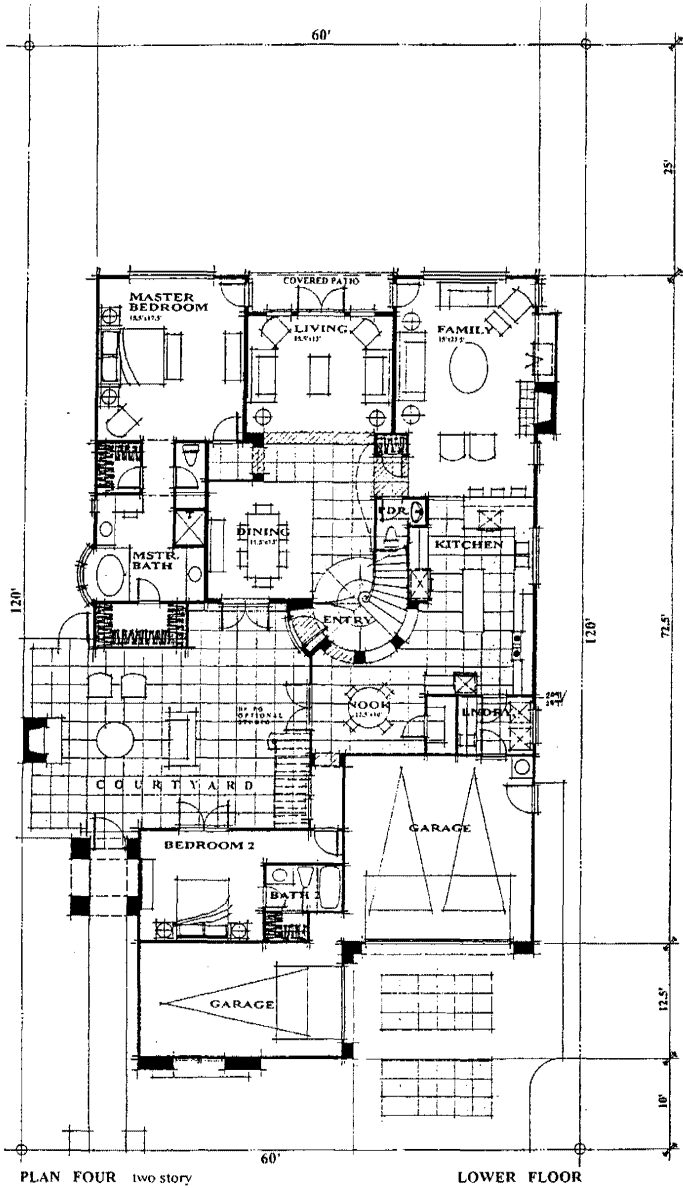 60'
25'
COVERED PATIO
MASTER
BEDROOM
LIVING
FAMILY
PDR.
KITCHEN
DINING
MSTR.
BATH
ENTRY
120'
120'
72.5'
NOOK
LNDRY
OPTIONAL
COURTYARD
GARAGE
BEDROOM 2
BATH 2
GARAGE
12.5'
10'
60'
PLAN FOUR two story
LOWER FLOOR